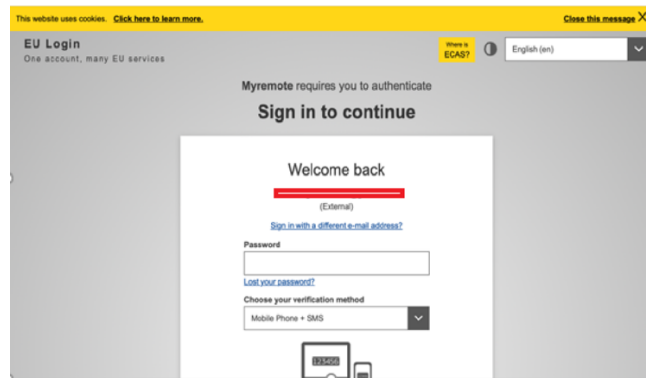 This website uses cookies. Click here to learn more.
Close this message X
EU Login
One account, many EU services
Where is
ECAS?
English (en)
Myremote requires you to authenticate
Sign in to continue
Welcome back
(External)
Sign in with a different e-mail address?
Password
Lost your password?
Choose your verification method
Mobile Phone + SMS
123456